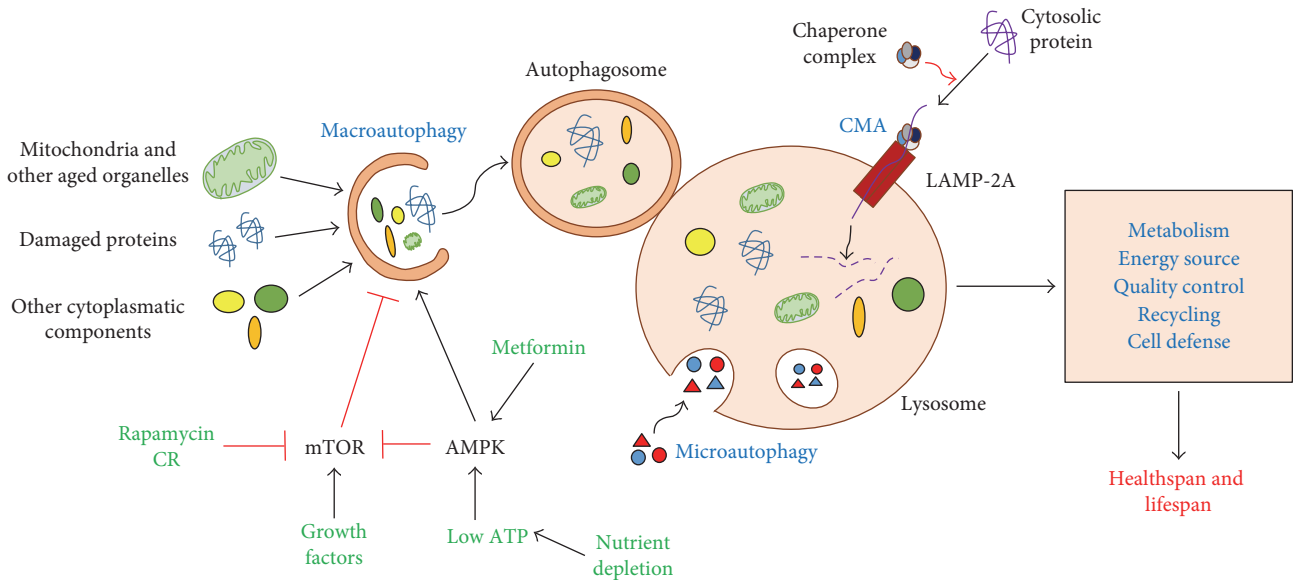 Chaperone
complex
Cytosolic
protein
Autophagosome
Macroautophagy
CMA
Mitochondria and
other aged organelles
LAMP-2A
Damaged proteins
Metabolism
Energy source
Quality control
Recycling
Cell defense
Other cytoplasmatic
components
Metformin
Lysosome
Rapamycin
CR
mTOR
AMPK
Microautophagy
Healthspan and
lifespan
Growth
factors
Low ATP
Nutrient
depletion